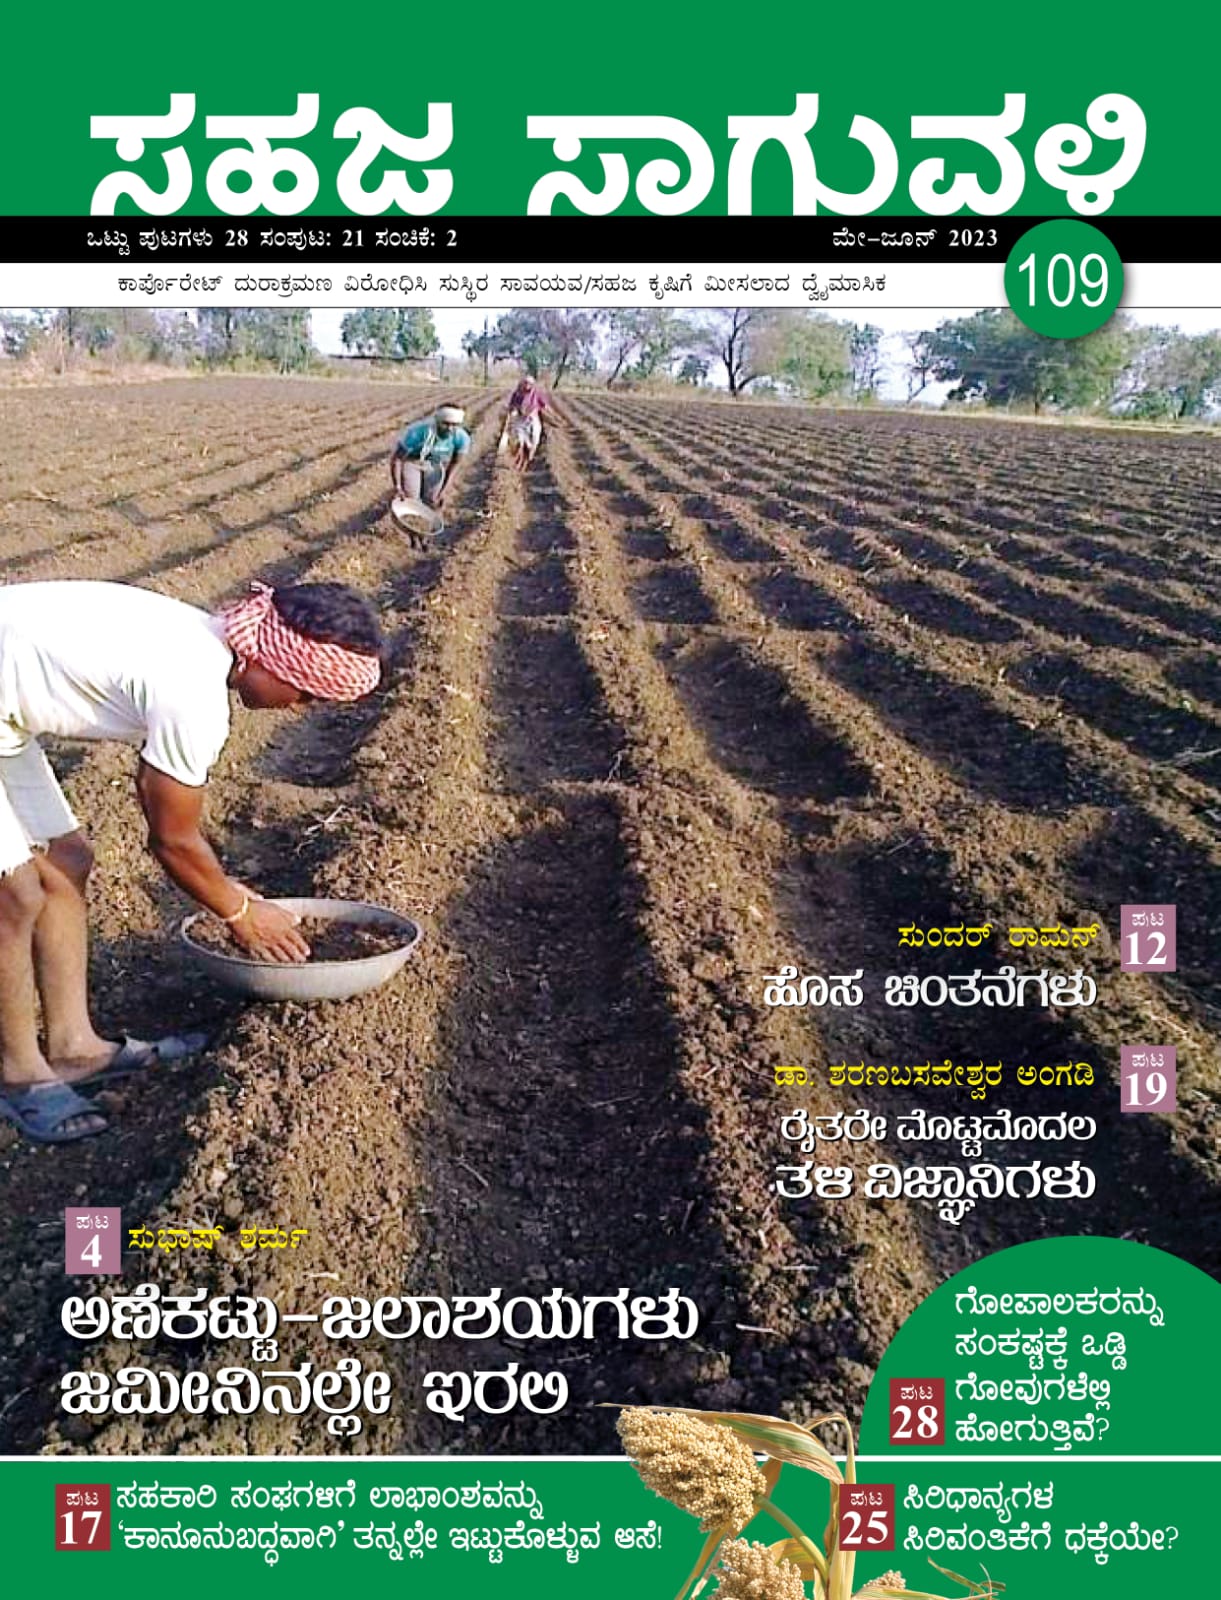 ಸಹಜ ಸಾಗುವಳಿ
ಒಟ್ಟು ಪುಟಗಳು 28 ಸಂಪುಟ: 21 ಸಂಚಿಕೆ: 2
ಮೇ-ಜೂನ್ 2023
109
ಕಾರ್ಪೊರೇಟ್ ದುರಾಕ್ರಮಣ ವಿರೋಧಿಸಿ ಸುಸ್ಥಿರ ಸಾವಯವ/ಸಹಜ ಕೃಷಿಗೆ ಮೀಸಲಾದ ದ್ವೈಮಾಸಿಕ
ಸುಂದರ್ ರಾಮನ್
ಪುಟ
12
ಹೊಸ ಚಿಂತನೆಗಳು
ಡಾ. ಶರಣಬಸವೇಶ್ವರ ಅಂಗಡಿ
ಪುಟ
19
ರೈತರೇ ಮೊಟ್ಟಮೊದಲ
ತಳಿ ವಿಜ್ಞಾನಿಗಳು
ಪುಟ
4
ಸುಭಾಷ್ ಶರ್ಮ
ಅಣೆಕಟ್ಟು-ಜಲಾಶಯಗಳು
ಜಮೀನಿನಲ್ಲೇ ಇರಲಿ
ಗೋಪಾಲಕರನ್ನು
ಸಂಕಷ್ಟಕ್ಕೆ ಒಡ್ಡಿ
ಗೋವುಗಳೆಲ್ಲಿ
ಹೋಗುತ್ತಿವೆ?
ಪುಟ
28
ಪುಟ
17
ಸಹಕಾರಿ ಸಂಘಗಳಿಗೆ ಲಾಭಾಂಶವನ್ನು
‘ಕಾನೂನುಬದ್ಧವಾಗಿ’ ತನ್ನಲ್ಲೇ ಇಟ್ಟುಕೊಳ್ಳುವ ಆಸೆ!
ಪುಟ
25
ಸಿರಿಧಾನ್ಯಗಳ
ಸಿರಿವಂತಿಕೆಗೆ ಧಕ್ಕೆಯೇ?